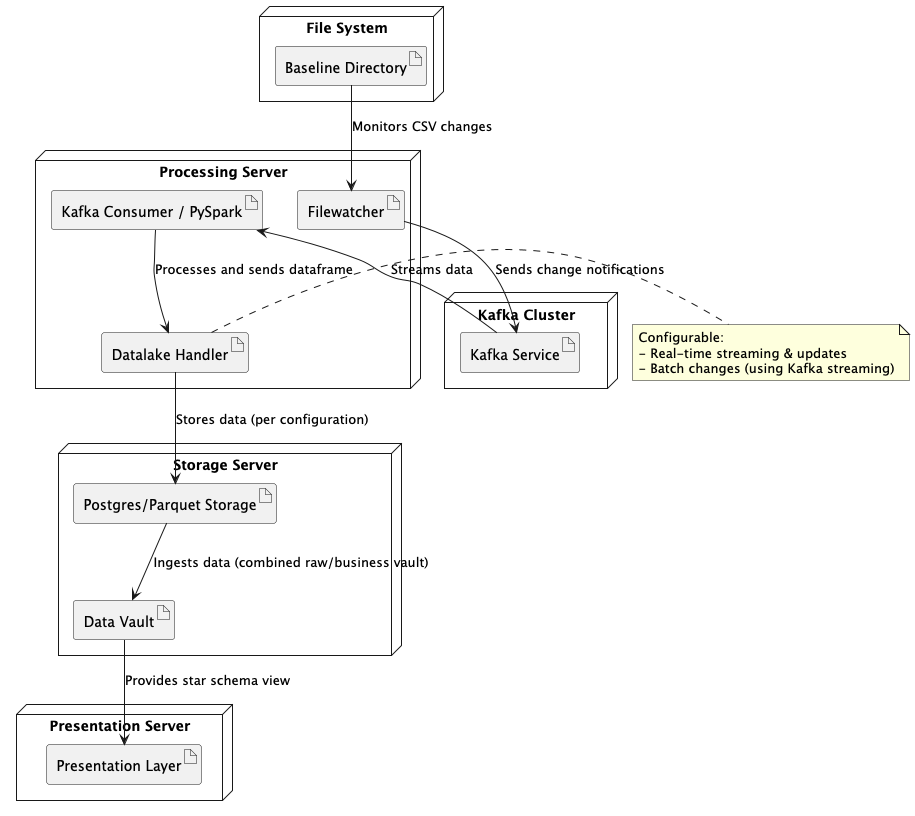 File System
Baseline Directory
Monitors CSV changes
Processing Server
Kafka Consumer / PySpark
Filewatcher
Processes and sends dataframe
Streams data
Sends change notifications
Kafka Cluster
Kafka Service
Datalake Handler
Configurable:
- Real-time streaming & updates
- Batch changes (using Kafka streaming)
Stores data (per configuration)
Storage Server
Postgres/Parquet Storage
Ingests data (combined raw/business vault)
Data Vault
Provides star schema view
Presentation Server
Presentation Layer